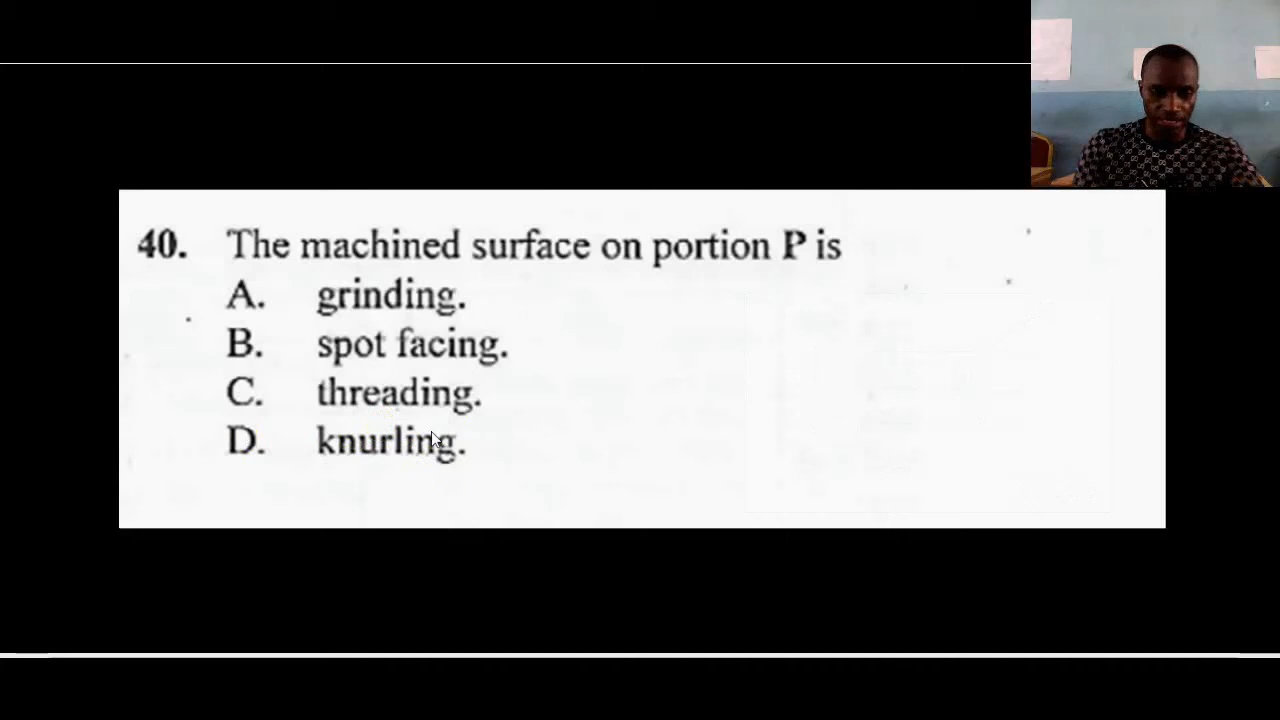 40. The machined surface on portion P is
A. grinding.
B. spot facing.
C. threading.
D. knurling.